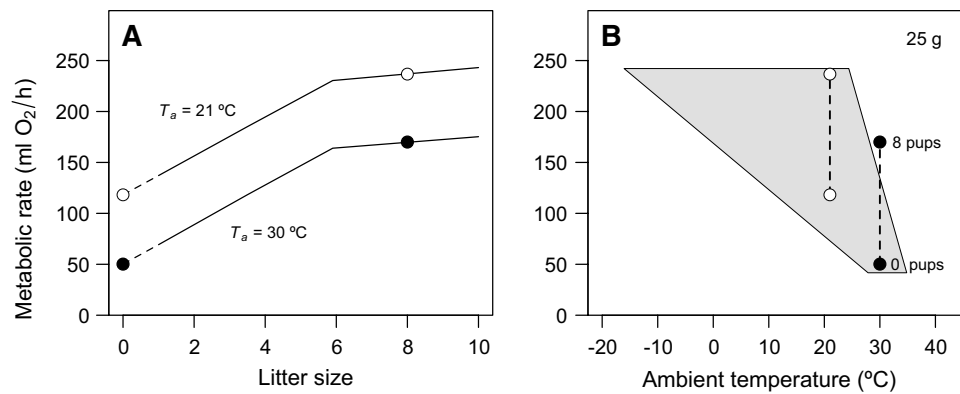 A
Metabolic rate (ml O₂/h)
250
200
150
100
50
0
Tₐ = 21 ºC
Tₐ = 30 ºC
0 2 4 6 8 10
Litter size
B
25 g
250
200
150
100
50
0
8 pups
0 pups
-20 -10 0 10 20 30 40
Ambient temperature (ºC)